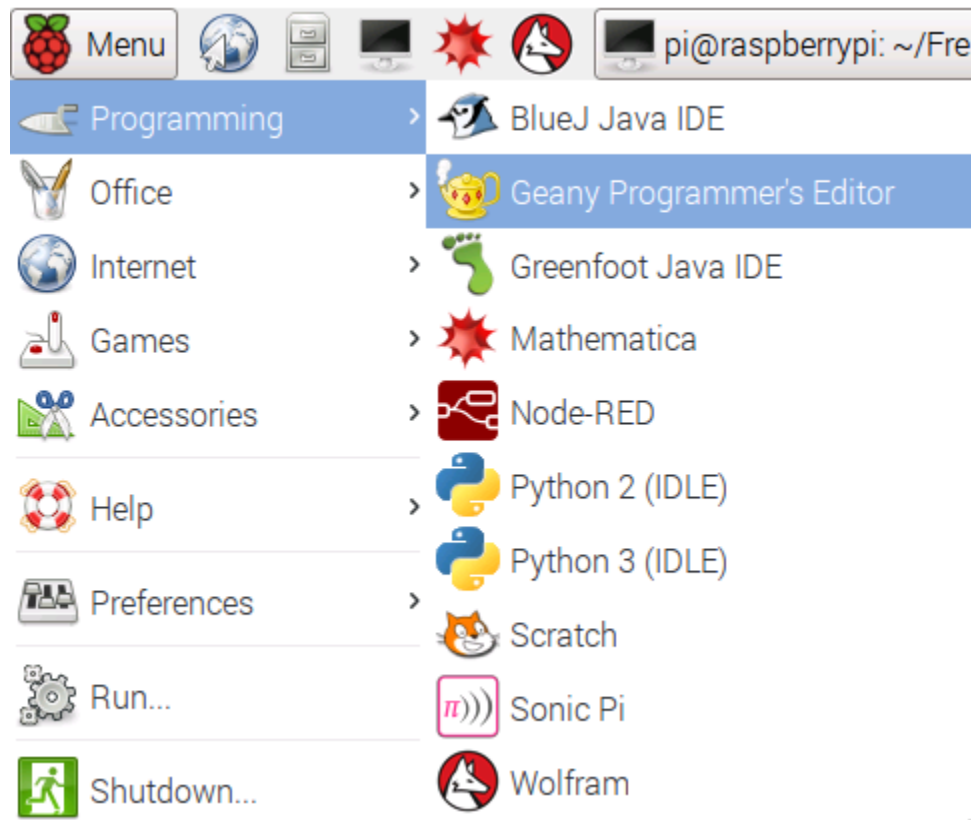 Menu
pi@raspberrypi: ~/Fre
Programming
Office
Internet
Games
Accessories
Help
Preferences
Run...
Shutdown...
BlueJ Java IDE
Geany Programmer's Editor
Greenfoot Java IDE
Mathematica
Node-RED
Python 2 (IDLE)
Python 3 (IDLE)
Scratch
π)))
Sonic Pi
Wolfram